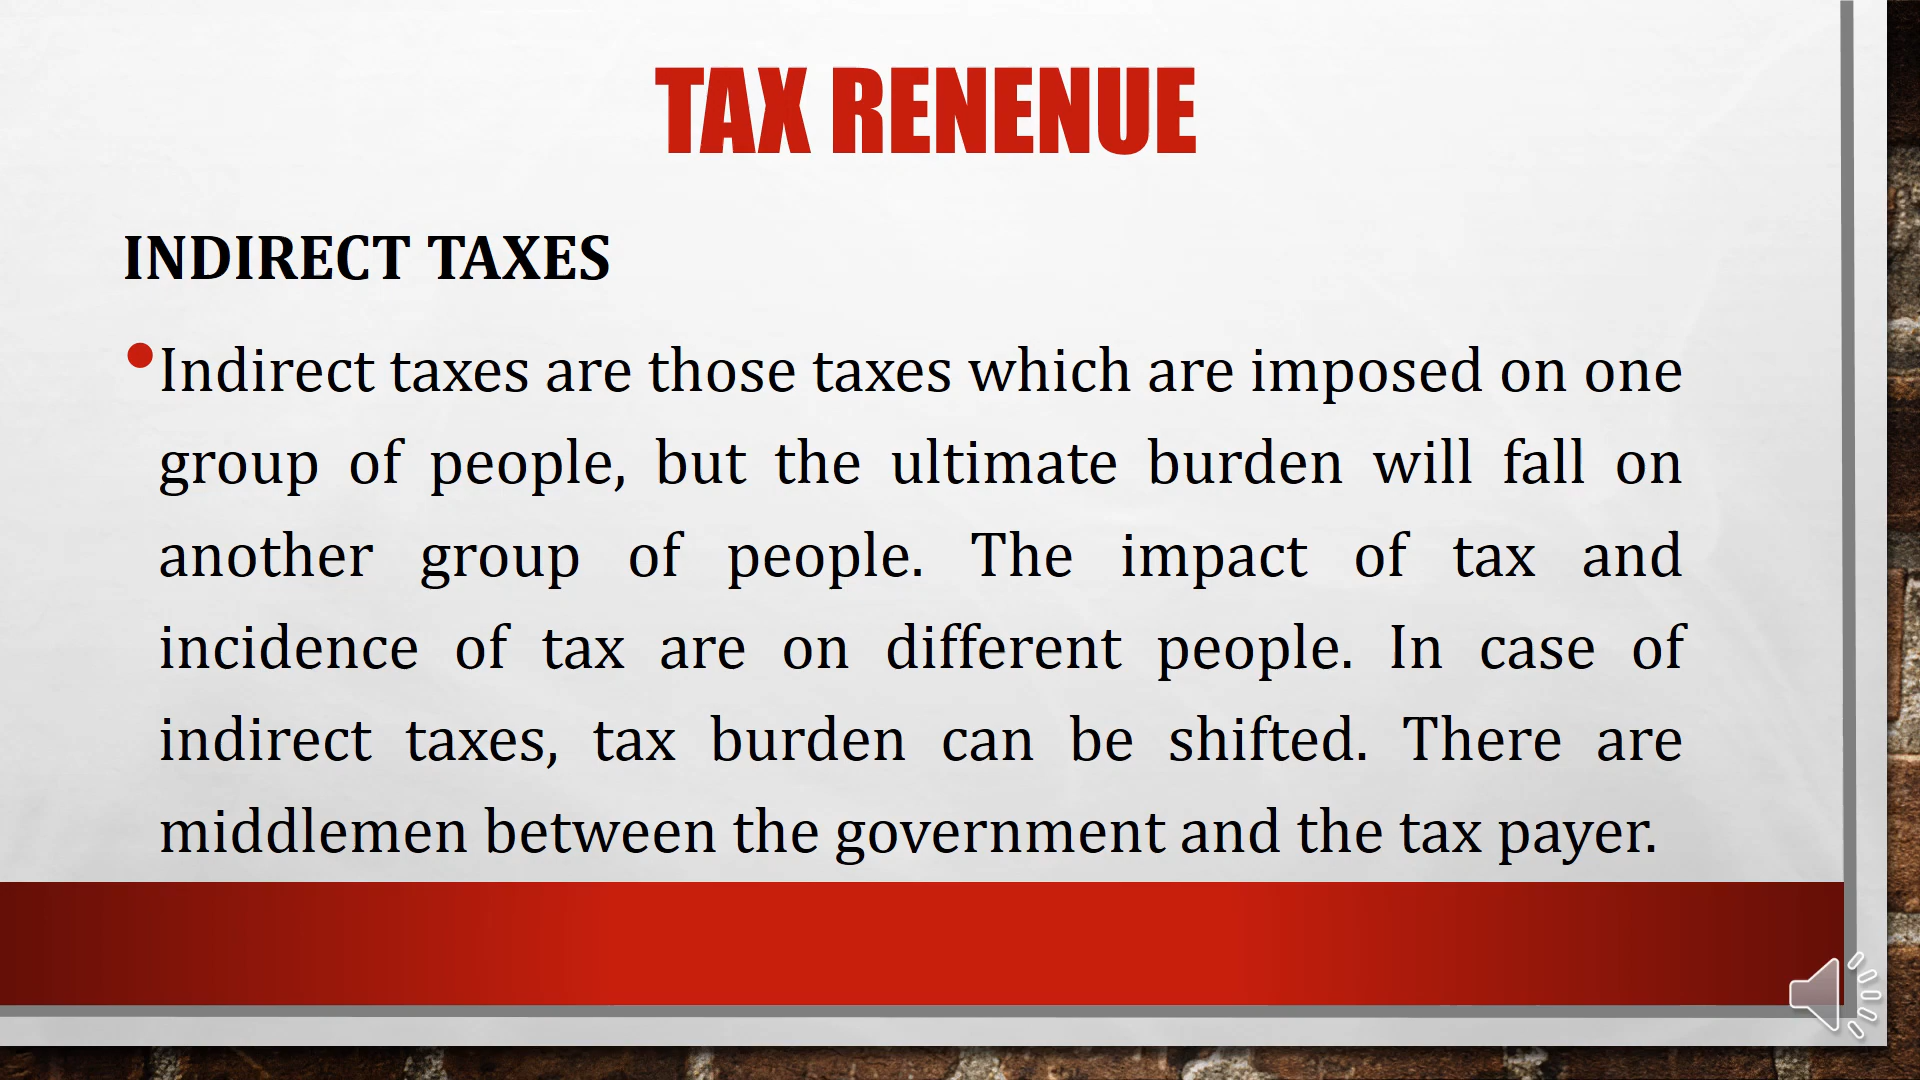 TAX RENENUE
INDIRECT TAXES
•Indirect taxes are those taxes which are imposed on one
group of people, but the ultimate burden will fall on
another group of people. The impact of tax and
incidence of tax are on different people. In case of
indirect taxes, tax burden can be shifted. There are
middlemen between the government and the tax payer.